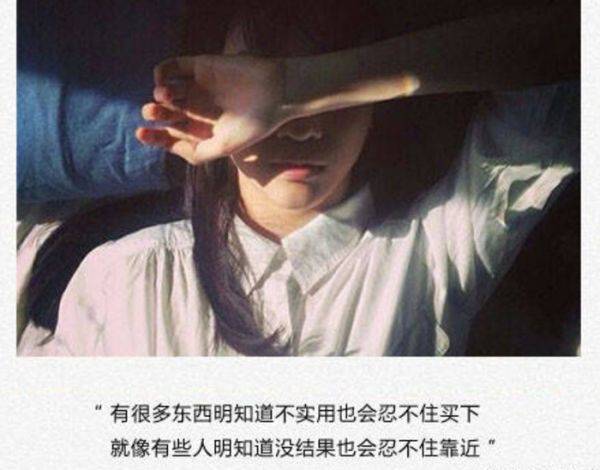 “有很多东西明知道不实用也会忍不住买下
就像有些人明知道没结果也会忍不住靠近”